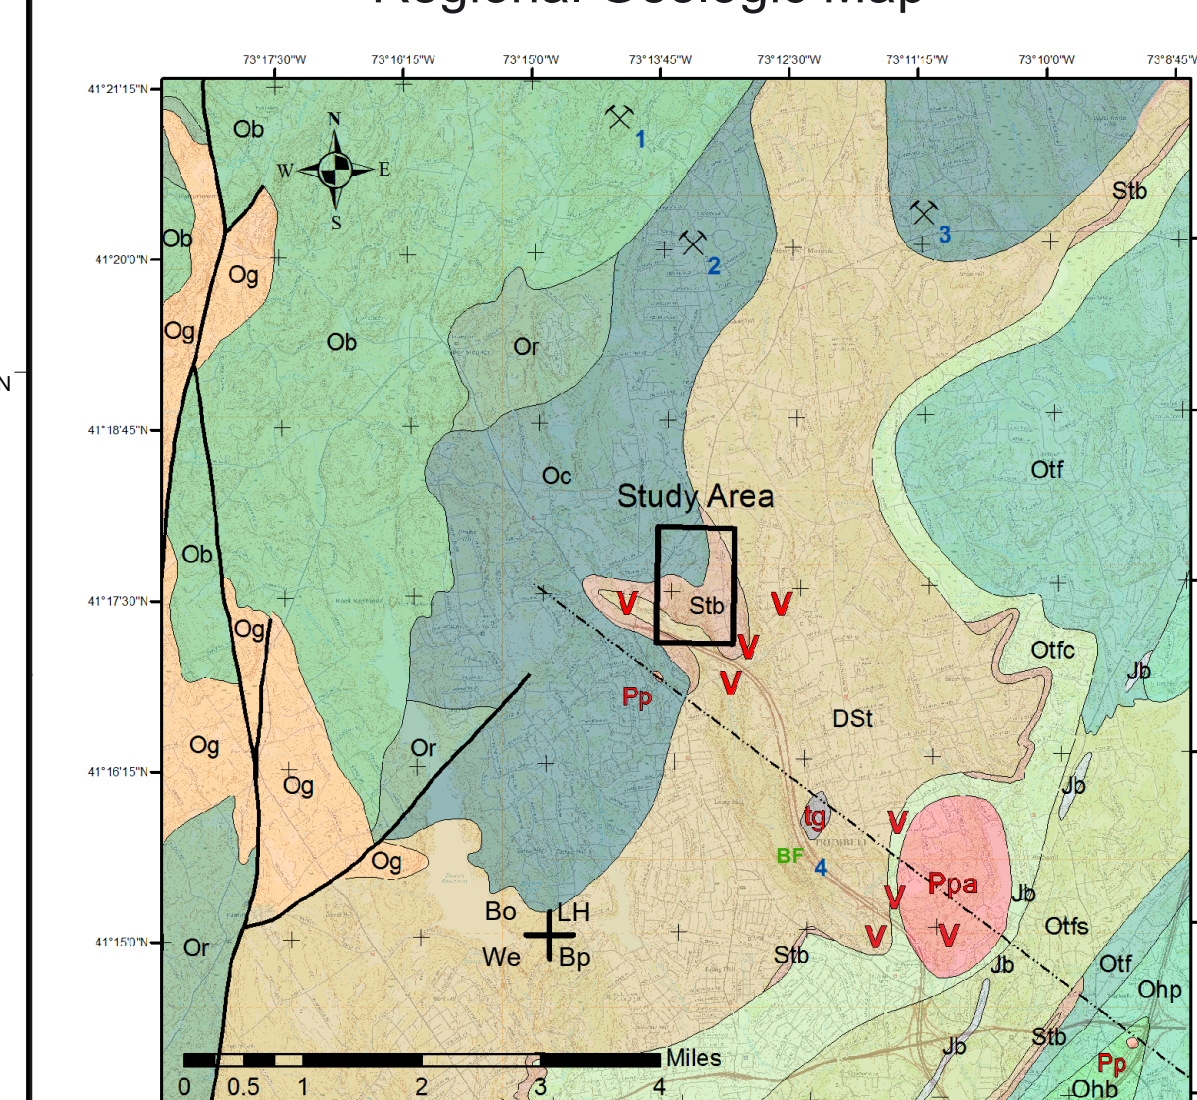 Regional Geologic Map
73°17'30"W 73°16'15"W 73°15'0"W 73°13'45"W 73°12'30"W 73°11'15"W 73°10'0"W 73°8'45"W
41°21'15"N
Ob
N
1
W E
S
Stb
Ob
3
2
41°20'0"N
Og
Og
Ob
Or
N
41°18'45"N
Otf
Oc
Study Area
Ob
41°17'30"N
V
Stb
V
Og
V
Otfc
Jb
V
Pp
DSt
Og
Or
41°16'15"N
Og
Jb
tg
V
BF
4
Og
Ppa
Jb
V
Bo LH
Otfs
V
V
41°15'0"N
Or
We Bp
Stb
Jb
Otf
Ohp
Stb
Jb
Miles
Pp
0 0.5 1 2 3 4
Ohb